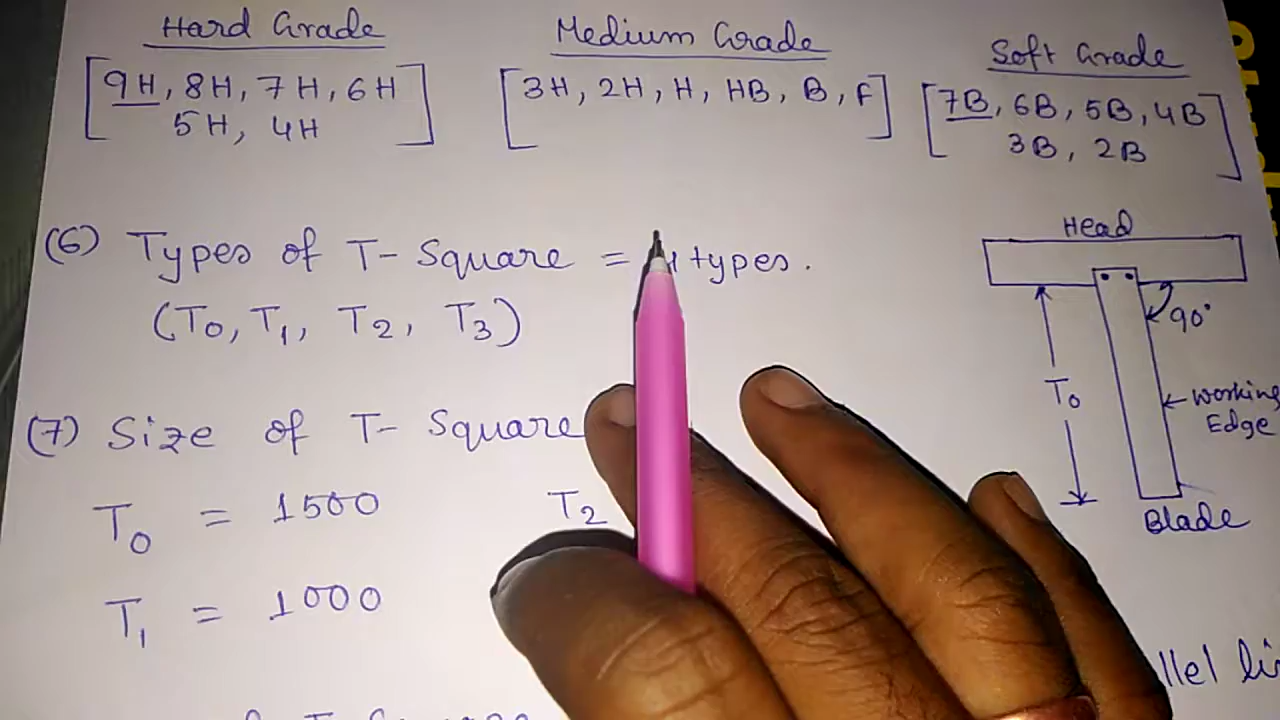 Hard Grade
[9H, 8H, 7H, 6H
5H, 4H]
Medium Grade
[3H, 2H, H, HB, B, F]
Soft Grade
[7B, 6B, 5B, 4B
3B, 2B]
(6) Types of T- Square = types.
(T0, T1, T2, T3)
Head
90°
T0
Working
Edge
Blade
(7) Size of T- Square
T0 = 1500
T2
T1 = 1000